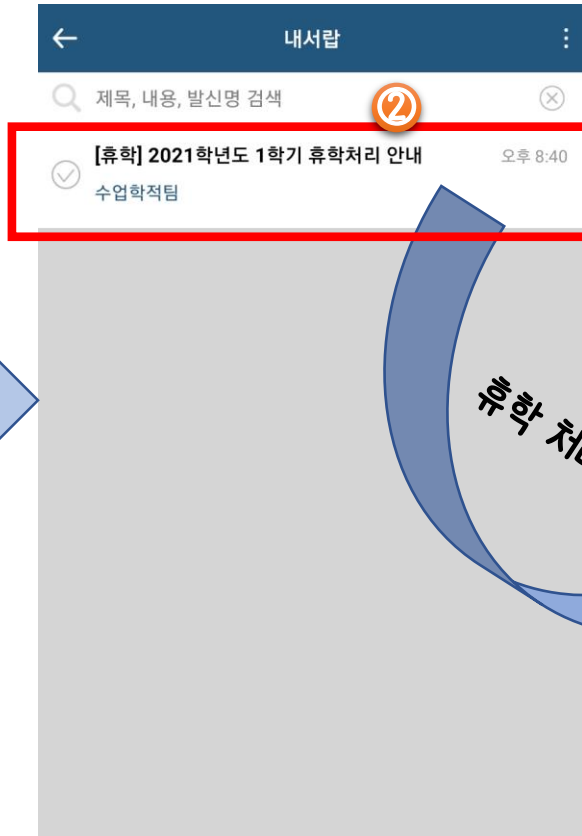 내서랍
제목, 내용, 발신명 검색
②
[휴학] 2021학년도 1학기 휴학처리 안내
오후 8:40
수업학적팀
휴학